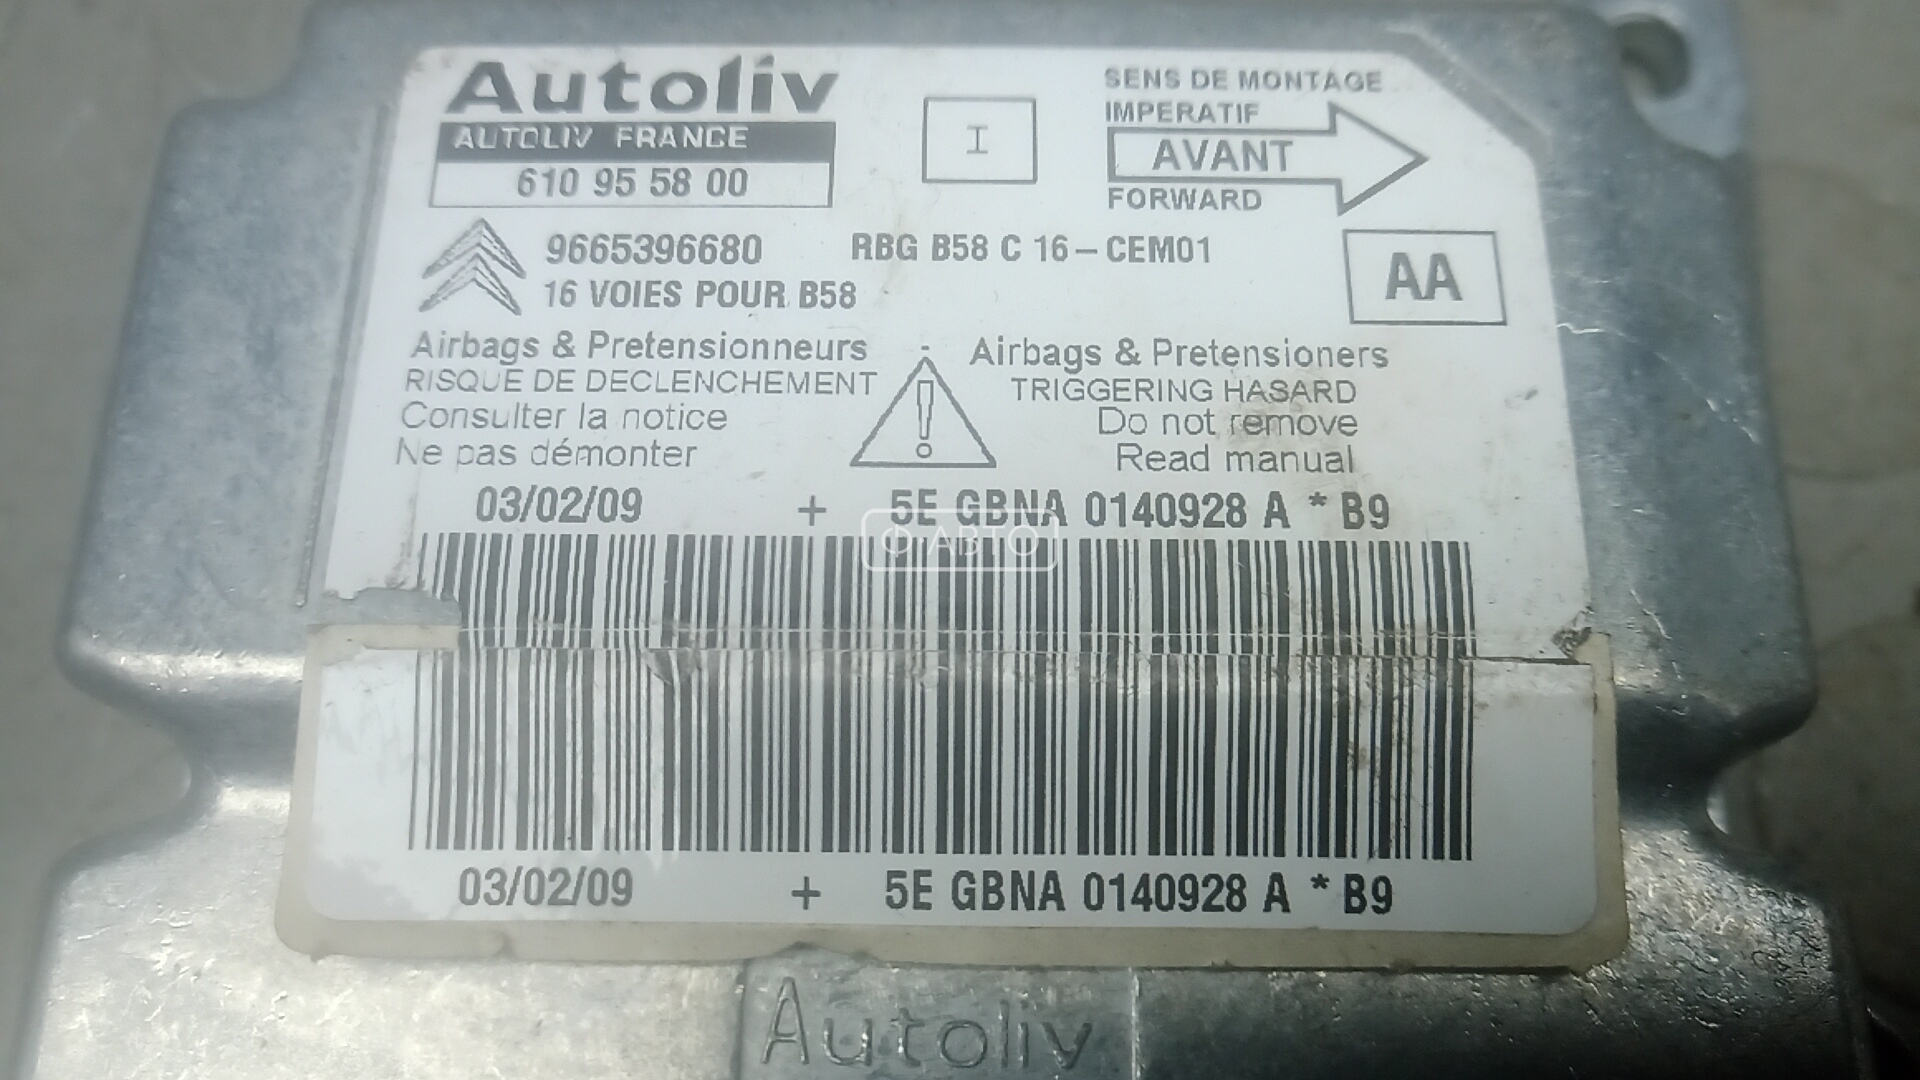 Autoliv
AUTOLIV FRANCE
610 95 58 00
I
SENS DE MONTAGE
IMPERATIF
AVANT
FORWARD
9665396680 RBG B58 C 16-CEM01
16 VOIES POUR B58
AA
Airbags & Pretensionneurs
RISQUE DE DECLENCHEMENT
Consulter la notice
Ne pas démonter
Airbags & Pretensioners
TRIGGERING HASARD
Do not remove
Read manual
03/02/09 + 5E GBNA 0140928 A * B9
Ф-АВТО
03/02/09 + 5E GBNA 0140928 A * B9
Autoliv